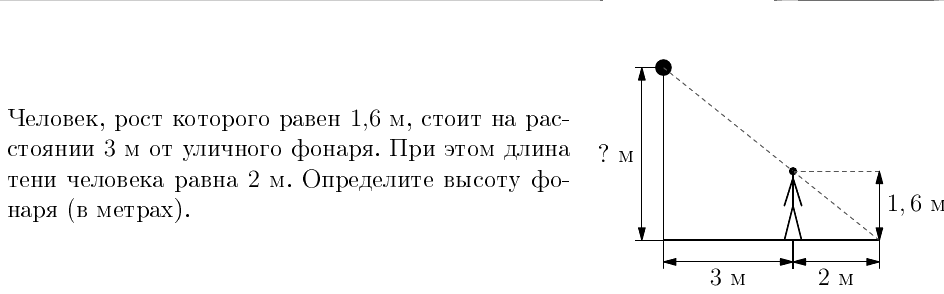 Человек, рост которого равен 1,6 м, стоит на рас-
стоянии 3 м от уличного фонаря. При этом длина
тени человека равна 2 м. Определите высоту фо-
наря (в метрах).
? м
1, 6 м
3 м
2 м